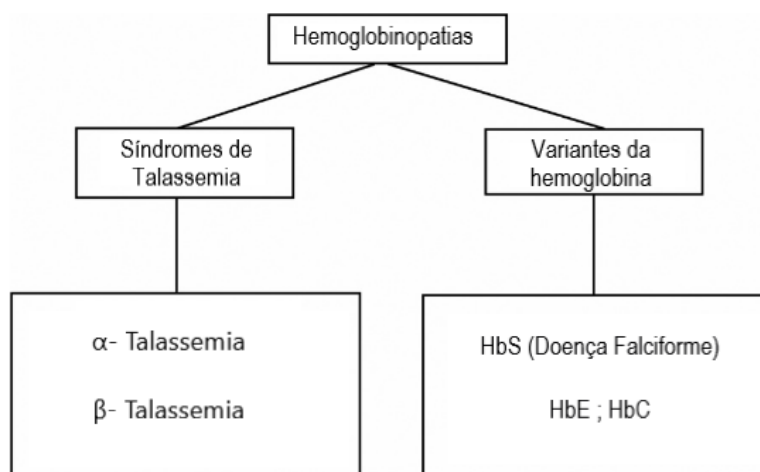 Hemoglobinopatias
Síndromes de
Talassemia
Variantes da
hemoglobina
α- Talassemia
β- Talassemia
HbS (Doença Falciforme)
HbE ; HbC